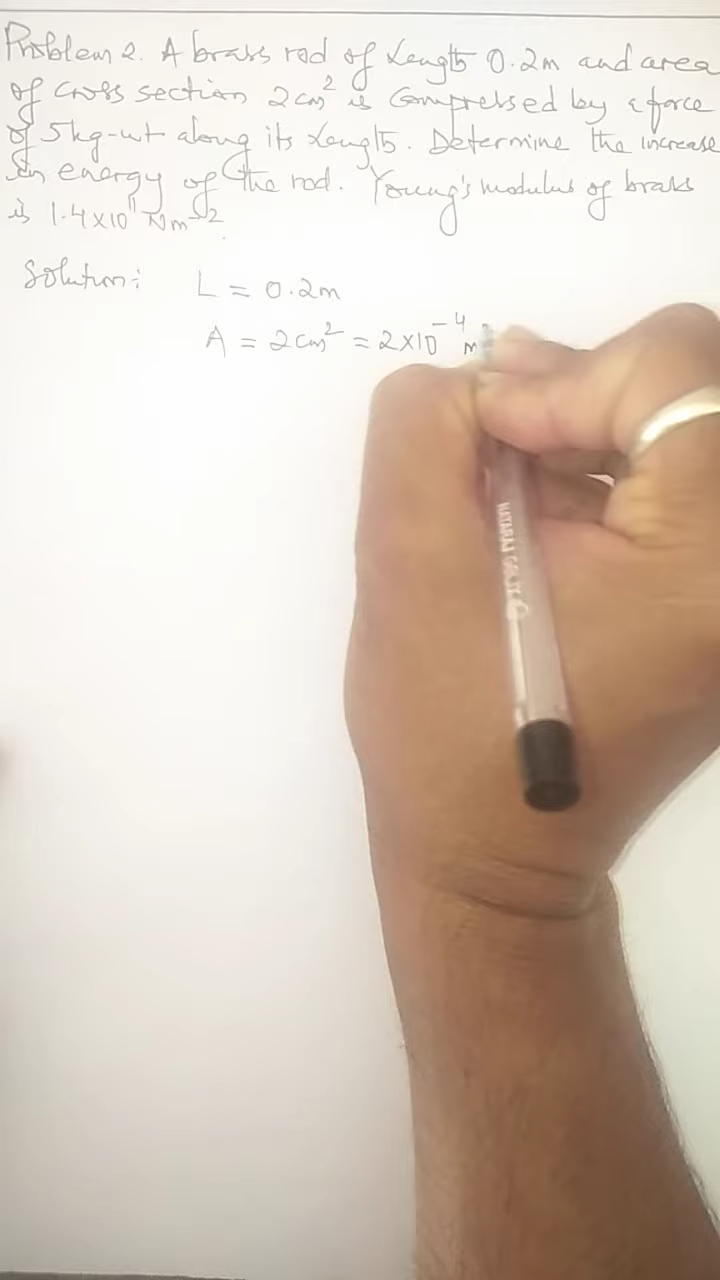 Problem 2. A brass rod of length 0.2m and area
of cross section 2cm² is compressed by a force
of 5kg-wt along its length. Determine the increase
in energy of the rod. Young's modulus of brass
is 1.4×10¹¹ Nm⁻²
Solution: L = 0.2m
A = 2cm² = 2×10⁻⁴ m
NATARAJ